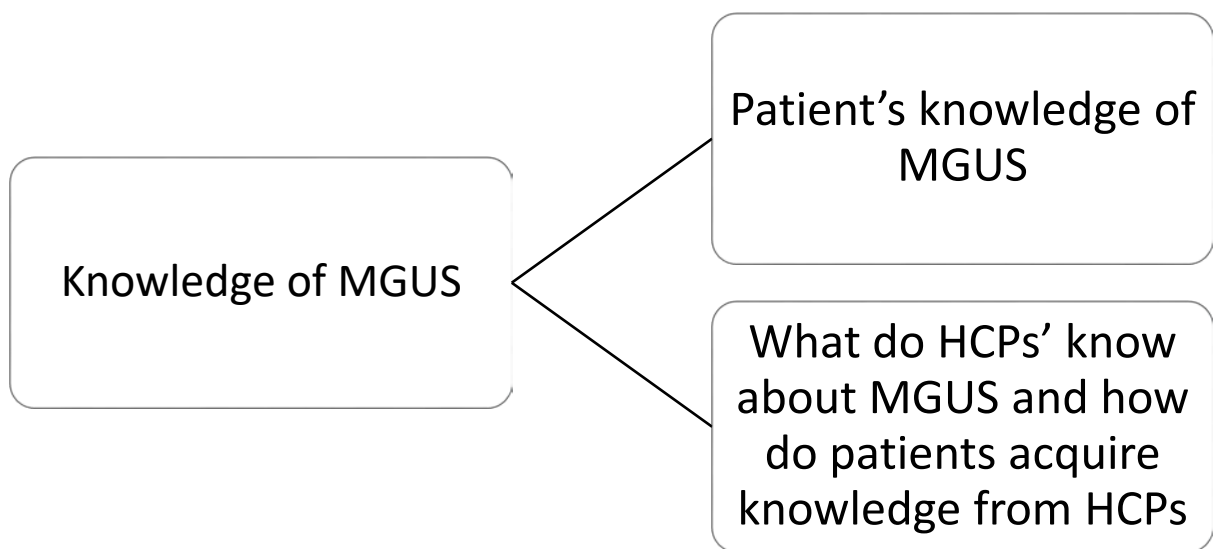 Knowledge of MGUS
Patient’s knowledge of
MGUS
What do HCPs’ know
about MGUS and how
do patients acquire
knowledge from HCPs